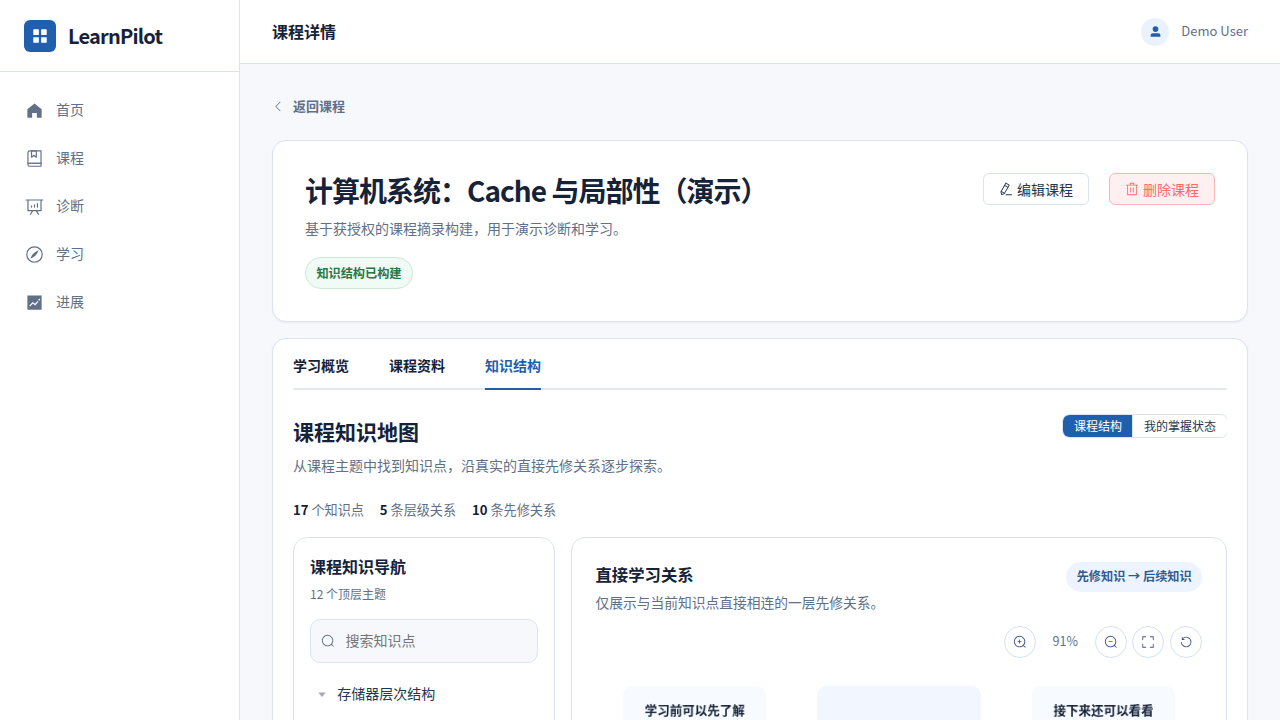 LearnPilot
课程详情
Demo User
首页
课程
诊断
学习
进展
返回课程
计算机系统：Cache 与局部性（演示）
编辑课程
删除课程
基于获授权的课程摘录构建，用于演示诊断和学习。
知识结构已构建
学习概览
课程资料
知识结构
课程知识地图
课程结构
我的掌握状态
从课程主题中找到知识点，沿真实的直接先修关系逐步探索。
17 个知识点 5 条层级关系 10 条先修关系
课程知识导航
12 个顶层主题
搜索知识点
存储器层次结构
直接学习关系
先修知识 → 后续知识
仅展示与当前知识点直接相连的一层先修关系。
91%
学习前可以先了解
接下来还可以看看